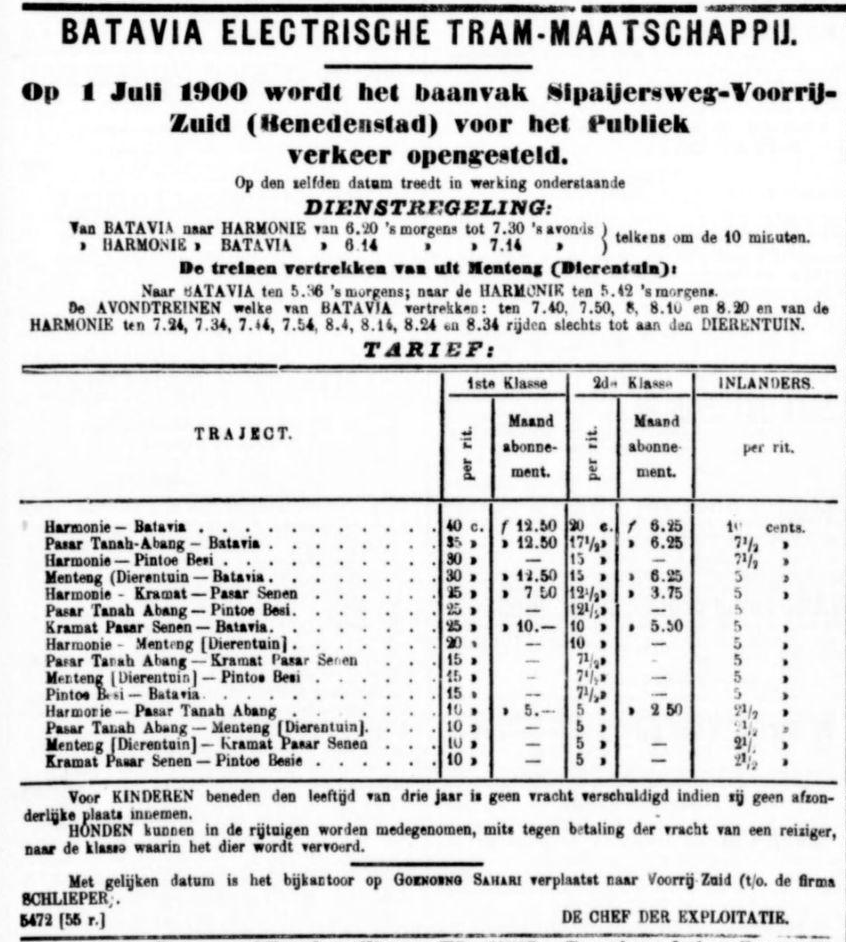 BATAVIA ELECTRISCHE TRAM-MAATSCHAPPIJ.
Op 1 Juli 1900 wordt het baanvak Sipaijersweg-Voorrij-
Zuid (Benedenstad) voor het Publiek
verkeer opengesteld.
Op den zelfden datum treedt in werking onderstaande
DIENSTREGELING:
Van BATAVIA naar HARMONIE van 6.20 's morgens tot 7.30 's avonds } telkens om de 10 minuten.
› HARMONIE › BATAVIA › 6.14 › › 7.14 › }
De treinen vertrekken van uit Menteng (Dierentuin):
Naar BATAVIA ten 5.36 's morgens; naar de HARMONIE ten 5.42 's morgens.
De AVONDTREINEN welke van BATAVIA vertrekken: ten 7.40, 7.50, 8, 8.10 en 8.20 en van de
HARMONIE ten 7.24, 7.34, 7.44, 7.54, 8.4, 8.14, 8.24 en 8.34 rijden slechts tot aan den DIERENTUIN.
TARIEF:
TRAJECT. 1ste Klasse 2de Klasse INLANDERS.
per rit. Maand abonne-ment. per rit. Maand abonne-ment. per rit.
Harmonie — Batavia 40 c. f 12.50 20 c. f 6.25 cents.
Pasar Tanah-Abang — Batavia 35 › › 12.50 17½› › 6.25 7½ ›
Harmonie — Pintoe Besi 30 › — 15 › — 7½ ›
Menteng (Dierentuin — Batavia 30 › › 12.50 15 › › 6.25 5 ›
Harmonie - Kramat — Pasar Senen 25 › › 7 50 12½› › 3.75 5 ›
Pasar Tanah Abang — Pintoe Besi. 25 › — 12½› — 5 ›
Kramat Pasar Senen — Batavia. 25 › › 10.— 10 › › 5.50 5 ›
Harmonie - Menteng [Dierentuin] 20 › — 10 — 5 ›
Pasar Tanah Abang — Kramat Pasar Senen 15 › — 7½› - 5 ›
Menteng [Dierentuin] — Pintoe Besi 15 › — 7½› — 5 ›
Pintoe Besi — Batavia 15 › — 7½› — 5 ›
Harmonie — Pasar Tanah Abang 10 › › 5.— 5 › › 2 50 2½ ›
Pasar Tanah Abang — Menteng [Dierentuin]. 10 › — 5 › — 2½ ›
Menteng [Dierentuin] — Kramat Pasar Senen 10 › — 5 › — ›
Kramat Pasar Senen — Pintoe Besie 10 › — 5 › — 2½ ›
Voor KINDEREN beneden den leeftijd van drie jaar is geen vracht verschuldigd indien zij geen afzon-
derlijke plaats innemen.
HONDEN kunnen in de rijtuigen worden medegenomen, mits tegen betaling der vracht van een reiziger,
naar de klasse waarin het dier wordt vervoerd.
Met gelijken datum is het bijkantoor op GOENOENG SAHARI verplaatst naar Voorrij-Zuid (t/o. de firma
SCHLIEPER).
5472 [55 r.] DE CHEF DER EXPLOITATIE.